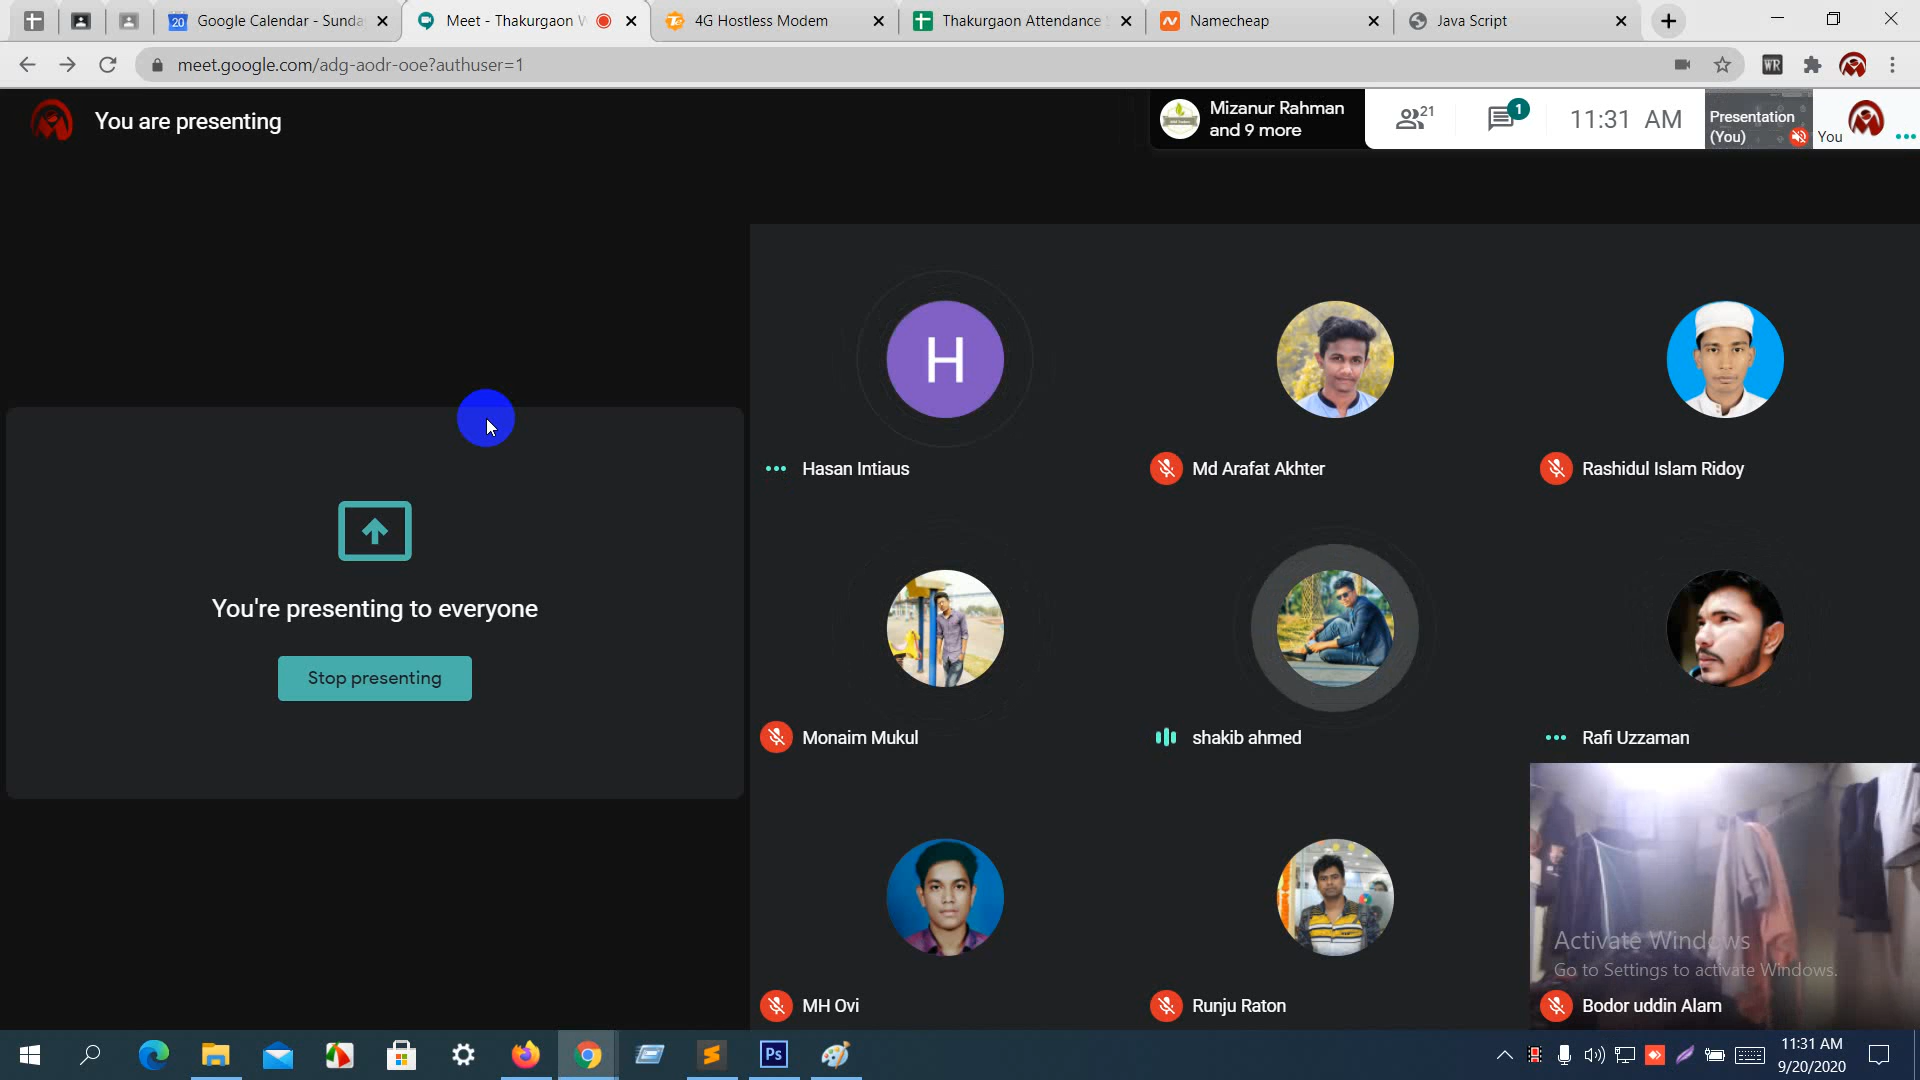 20 Google Calendar - Sunda
Meet - Thakurgaon W
4G Hostless Modem
Thakurgaon Attendance
Namecheap
Java Script
meet.google.com/adg-aodr-ooe?authuser=1
WR
You are presenting
Mizanur Rahman
and 9 more
21
1
11:31 AM
Presentation
(You)
You
H
Hasan Intiaus
Md Arafat Akhter
Rashidul Islam Ridoy
You're presenting to everyone
Stop presenting
Monaim Mukul
shakib ahmed
Rafi Uzzaman
Activate Windows
Go to Settings to activate Windows.
MH Ovi
Runju Raton
Bodor uddin Alam
Ps
11:31 AM
9/20/2020